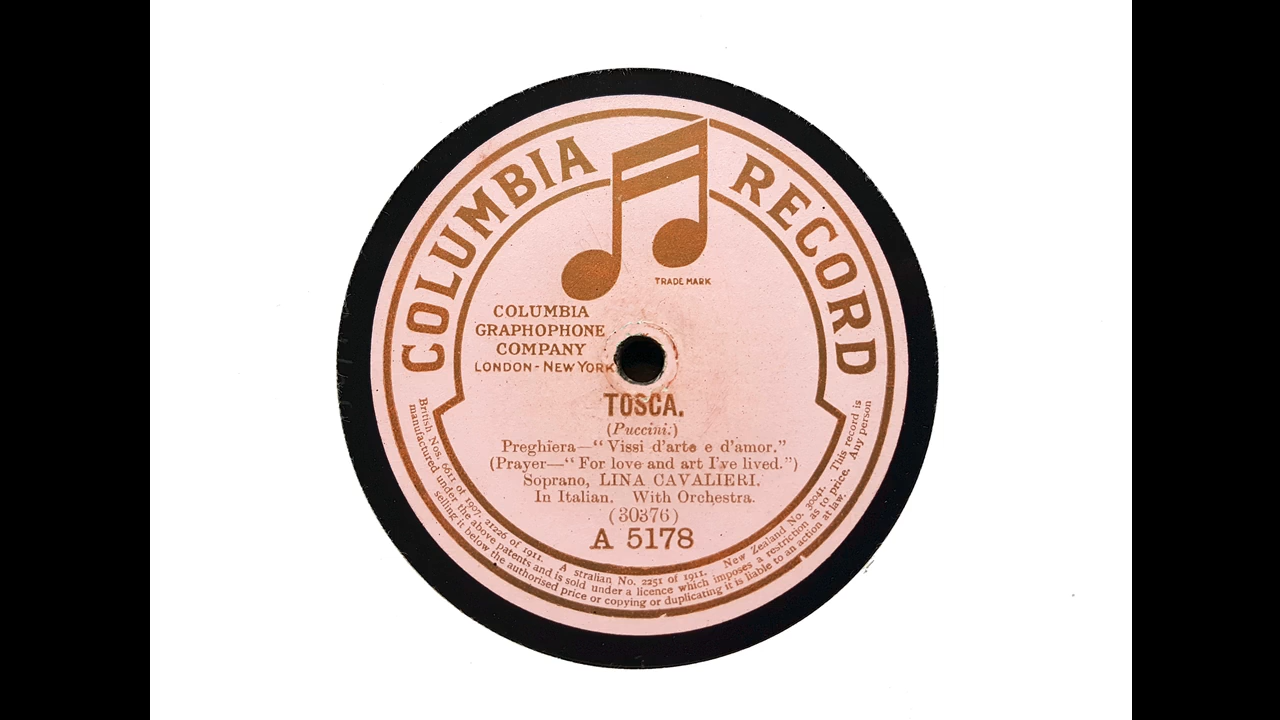 COLUMBIA RECORD
TRADE MARK
COLUMBIA
GRAPHOPHONE
COMPANY
LONDON - NEW YORK
TOSCA.
(Puccini.)
Preghiera—“Vissi d’arte e d’amor.”
(Prayer—“For love and art I’ve lived.”)
Soprano, LINA CAVALIERI.
In Italian. With Orchestra.
(30376)
A 5178
British Nos. 6611 of 1907. 21226 of 1911. A stralian No. 2251 of 1911. New Zealand No. 30041. This record is
manufactured under the above patents and is sold under a licence which imposes a restriction as to price. Any person
selling it below the authorised price or copying or duplicating it is liable to an action at law.